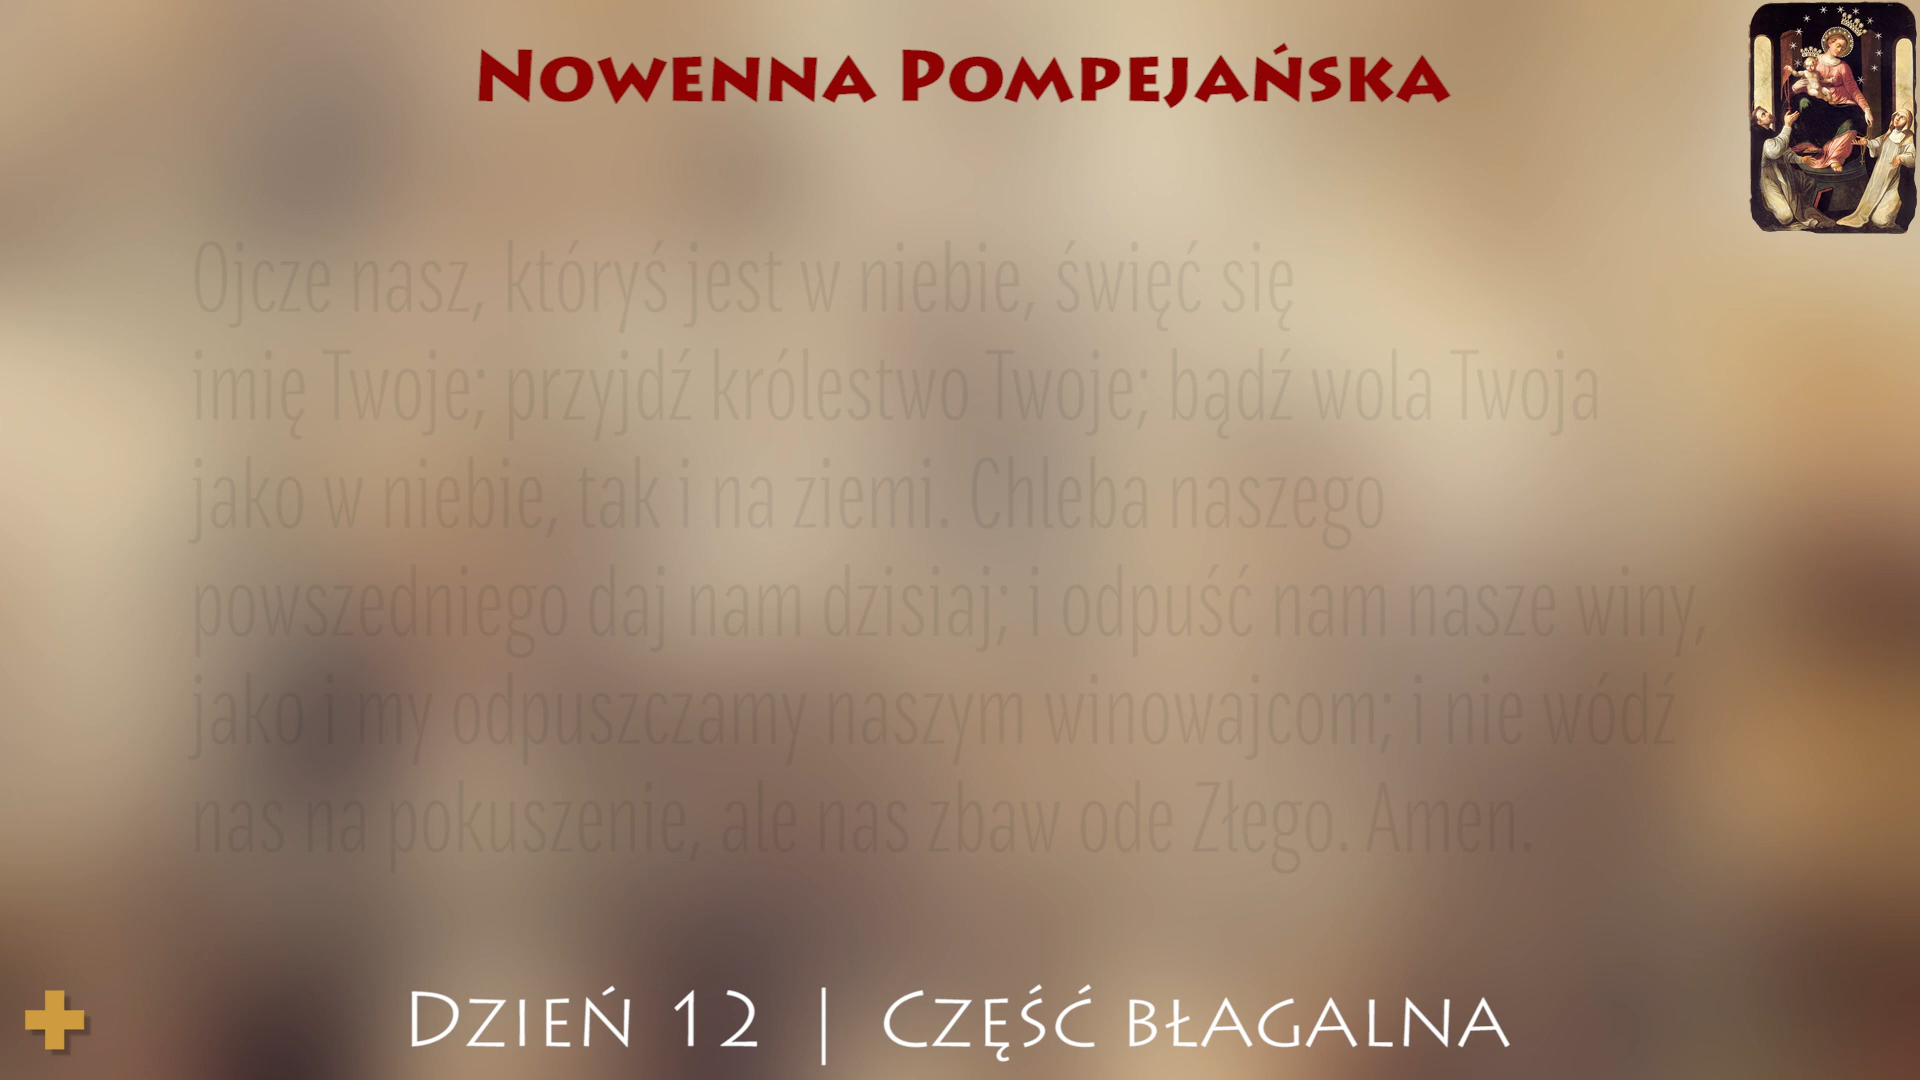 Nowenna Pompejańska
Ojcze nasz, któryś jest w niebie, święć się
imię Twoje; przyjdź królestwo Twoje; bądź wola Twoja
jako w niebie, tak i na ziemi. Chleba naszego
powszedniego daj nam dzisiaj; i odpuść nam nasze winy,
jako i my odpuszczamy naszym winowajcom; i nie wódź
nas na pokuszenie, ale nas zbaw ode Złego. Amen.
Dzień 12 | Część błagalna